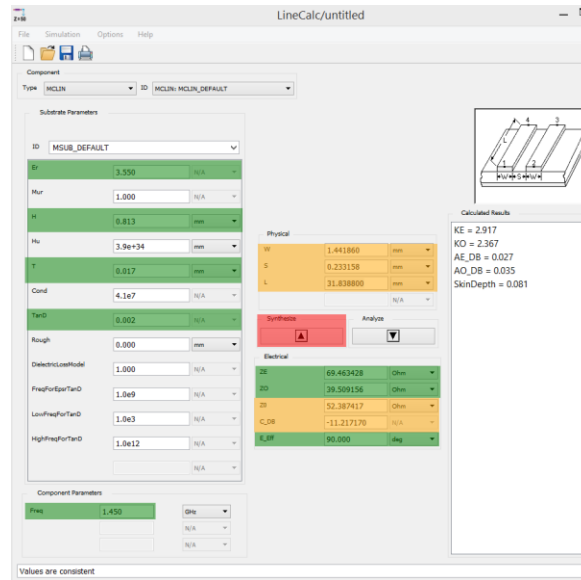 LineCalc/untitled
File Simulation Options Help
Component
Type MCLIN ID MCLIN: MCLIN_DEFAULT
Substrate Parameters
ID MSUB_DEFAULT
Er 3.550 N/A
Mur 1.000 N/A
H 0.813 mm
Hu 3.9e+34 mm
T 0.017 mm
Cond 4.1e7 N/A
TanD 0.002 N/A
Rough 0.000 mm
DielectricLossModel 1.000 N/A
FreqForEpsrTanD 1.0e9 N/A
LowFreqForTanD 1.0e3 N/A
HighFreqForTanD 1.0e12 N/A
N/A
Component Parameters
Freq 1.450 GHz
N/A
N/A
Physical
W 1.441860 mm
S 0.233158 mm
L 31.838800 mm
N/A
Synthesize Analyze
Electrical
ZE 69.463428 Ohm
ZO 39.509156 Ohm
Z0 52.387417 Ohm
C_DB -11.217170 N/A
E_Eff 90.000 deg
4 3
L
1 2
W S W
Calculated Results
KE = 2.917
KO = 2.367
AE_DB = 0.027
AO_DB = 0.035
SkinDepth = 0.081
Values are consistent